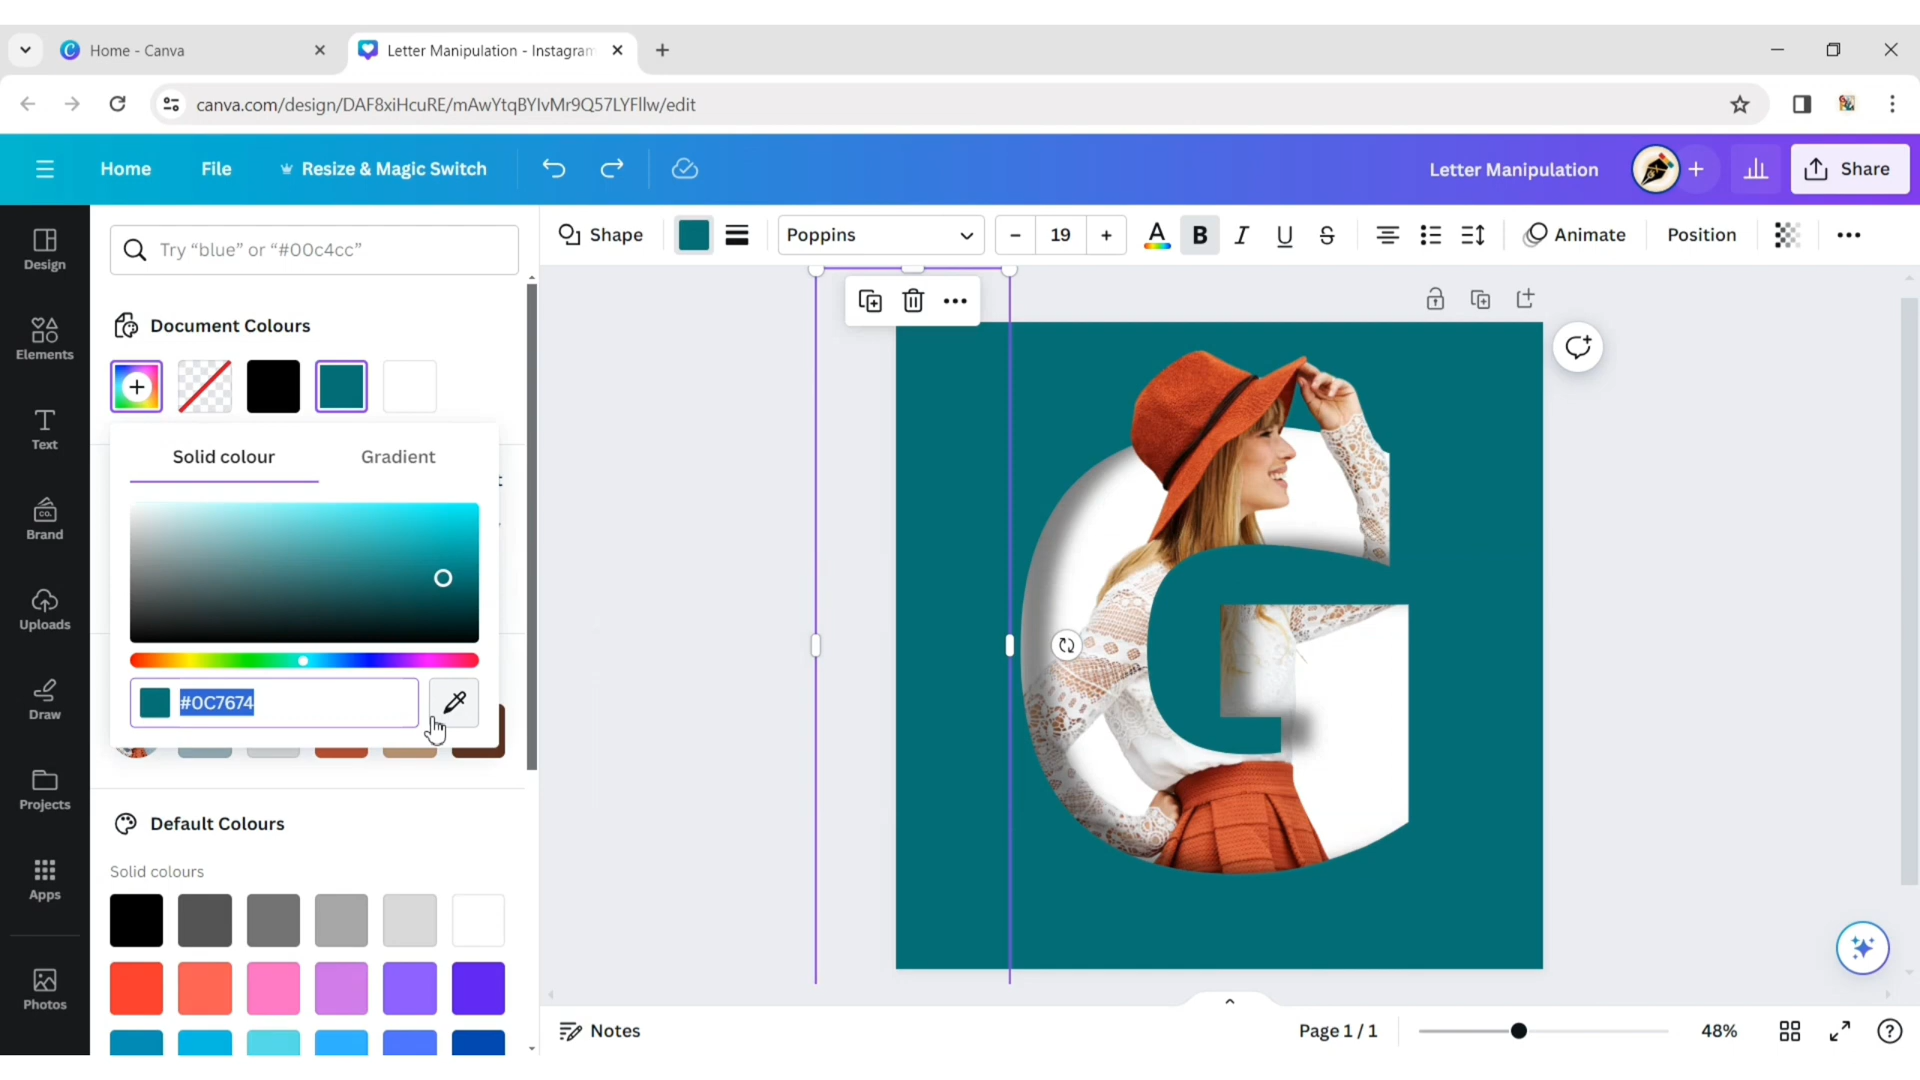 Home - Canva
Letter Manipulation - Instagram
canva.com/design/DAF8xiHcuRE/mAwYtqBYIvMr9Q57LYFllw/edit
Home
File
Resize & Magic Switch
Letter Manipulation
Share
Try “blue” or “#00c4cc”
Shape
Poppins
− 19 +
A
B
I
U
S
Animate
Position
Design
Elements
Text
CO.
Brand
Uploads
Draw
Projects
Apps
Photos
Document Colours
Solid colour
Gradient
#0C7674
Default Colours
Solid colours
G
Notes
Page 1 / 1
48%